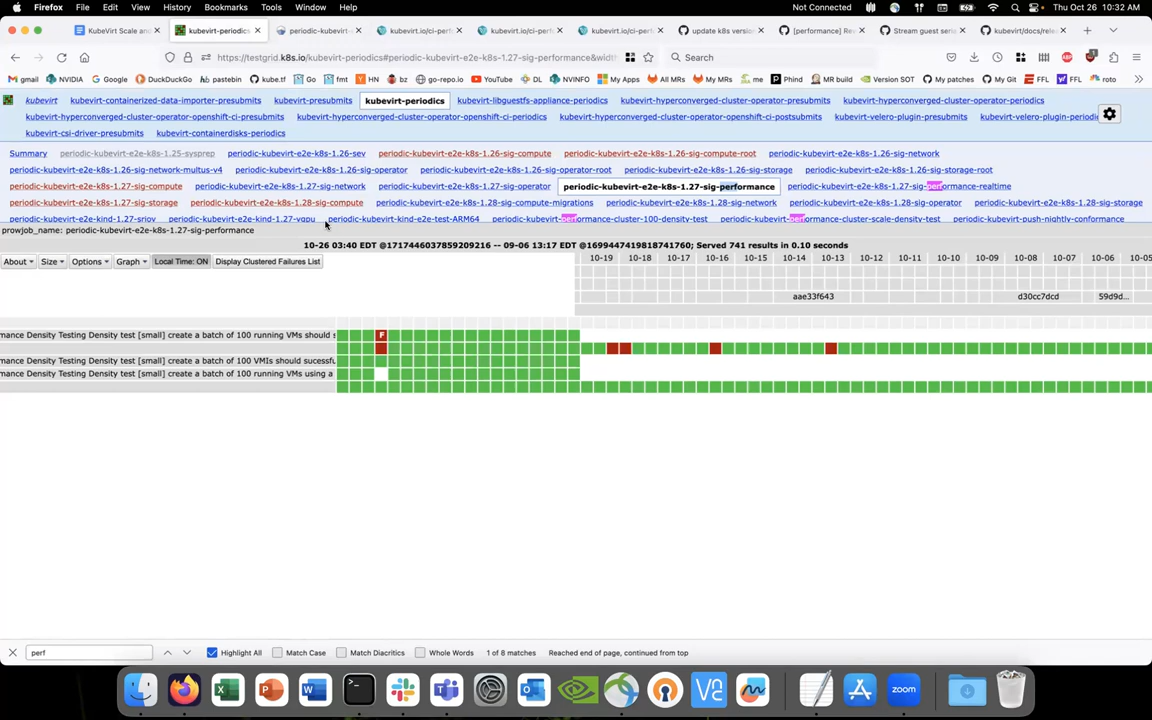 Firefox File Edit View History Bookmarks Tools Window Help Not Connected Thu Oct 26 10:32 AM
KubeVirt Scale and kubevirt-periodics periodic-kubevirt- kubevirt.io/ci-perf kubevirt.io/ci-perf kubevirt.io/ci-perf update k8s version [performance] Re Stream guest seria kubevirt/docs/rele
https://testgrid.k8s.io/kubevirt-periodics#periodic-kubevirt-e2e-k8s-1.27-sig-performance&width Search
gmail NVIDIA Google DuckDuckGo pastebin kube.tf Go fmt HN bz go-repo.io YouTube DL NVINFO My Apps All MRs My MRs me Phind MR build Version SOT My patches My Git FFL FFL roto
kubevirt kubevirt-containerized-data-importer-presubmits kubevirt-presubmits kubevirt-periodics kubevirt-libguestfs-appliance-periodics kubevirt-hyperconverged-cluster-operator-presubmits kubevirt-hyperconverged-cluster-operator-periodics
kubevirt-hyperconverged-cluster-operator-openshift-ci-presubmits kubevirt-hyperconverged-cluster-operator-openshift-ci-periodics kubevirt-hyperconverged-cluster-operator-openshift-ci-postsubmits kubevirt-velero-plugin-presubmits kubevirt-velero-plugin-periodic
kubevirt-csi-driver-presubmits kubevirt-containerdisks-periodics
Summary periodic-kubevirt-e2e-k8s-1.25-sysprep periodic-kubevirt-e2e-k8s-1.26-sev periodic-kubevirt-e2e-k8s-1.26-sig-compute periodic-kubevirt-e2e-k8s-1.26-sig-compute-root periodic-kubevirt-e2e-k8s-1.26-sig-network
periodic-kubevirt-e2e-k8s-1.26-sig-network-multus-v4 periodic-kubevirt-e2e-k8s-1.26-sig-operator periodic-kubevirt-e2e-k8s-1.26-sig-operator-root periodic-kubevirt-e2e-k8s-1.26-sig-storage periodic-kubevirt-e2e-k8s-1.26-sig-storage-root
periodic-kubevirt-e2e-k8s-1.27-sig-compute periodic-kubevirt-e2e-k8s-1.27-sig-network periodic-kubevirt-e2e-k8s-1.27-sig-operator periodic-kubevirt-e2e-k8s-1.27-sig-performance periodic-kubevirt-e2e-k8s-1.27-sig-performance-realtime
periodic-kubevirt-e2e-k8s-1.27-sig-storage periodic-kubevirt-e2e-k8s-1.28-sig-compute periodic-kubevirt-e2e-k8s-1.28-sig-compute-migrations periodic-kubevirt-e2e-k8s-1.28-sig-network periodic-kubevirt-e2e-k8s-1.28-sig-operator periodic-kubevirt-e2e-k8s-1.28-sig-storage
periodic-kubevirt-e2e-kind-1.27-sriov periodic-kubevirt-e2e-kind-1.27-vgpu periodic-kubevirt-kind-e2e-test-ARM64 periodic-kubevirt-performance-cluster-100-density-test periodic-kubevirt-performance-cluster-scale-density-test periodic-kubevirt-push-nightly-conformance
prowjob_name: periodic-kubevirt-e2e-k8s-1.27-sig-performance
10-26 03:40 EDT @1717446037859209216 -- 09-06 13:17 EDT @1699447419818741760; Served 741 results in 0.10 seconds
About Size Options Graph Local Time: ON Display Clustered Failures List 10-19 10-18 10-17 10-16 10-15 10-14 10-13 10-12 10-11 10-10 10-09 10-08 10-07 10-06 10-05
aae33f643 d30cc7dcd 59d9d...
mance Density Testing Density test [small] create a batch of 100 running VMs should s F
mance Density Testing Density test [small] create a batch of 100 VMIs should sucessfu
mance Density Testing Density test [small] create a batch of 100 running VMs using a
perf Highlight All Match Case Match Diacritics Whole Words 1 of 8 matches Reached end of page, continued from top
zoom